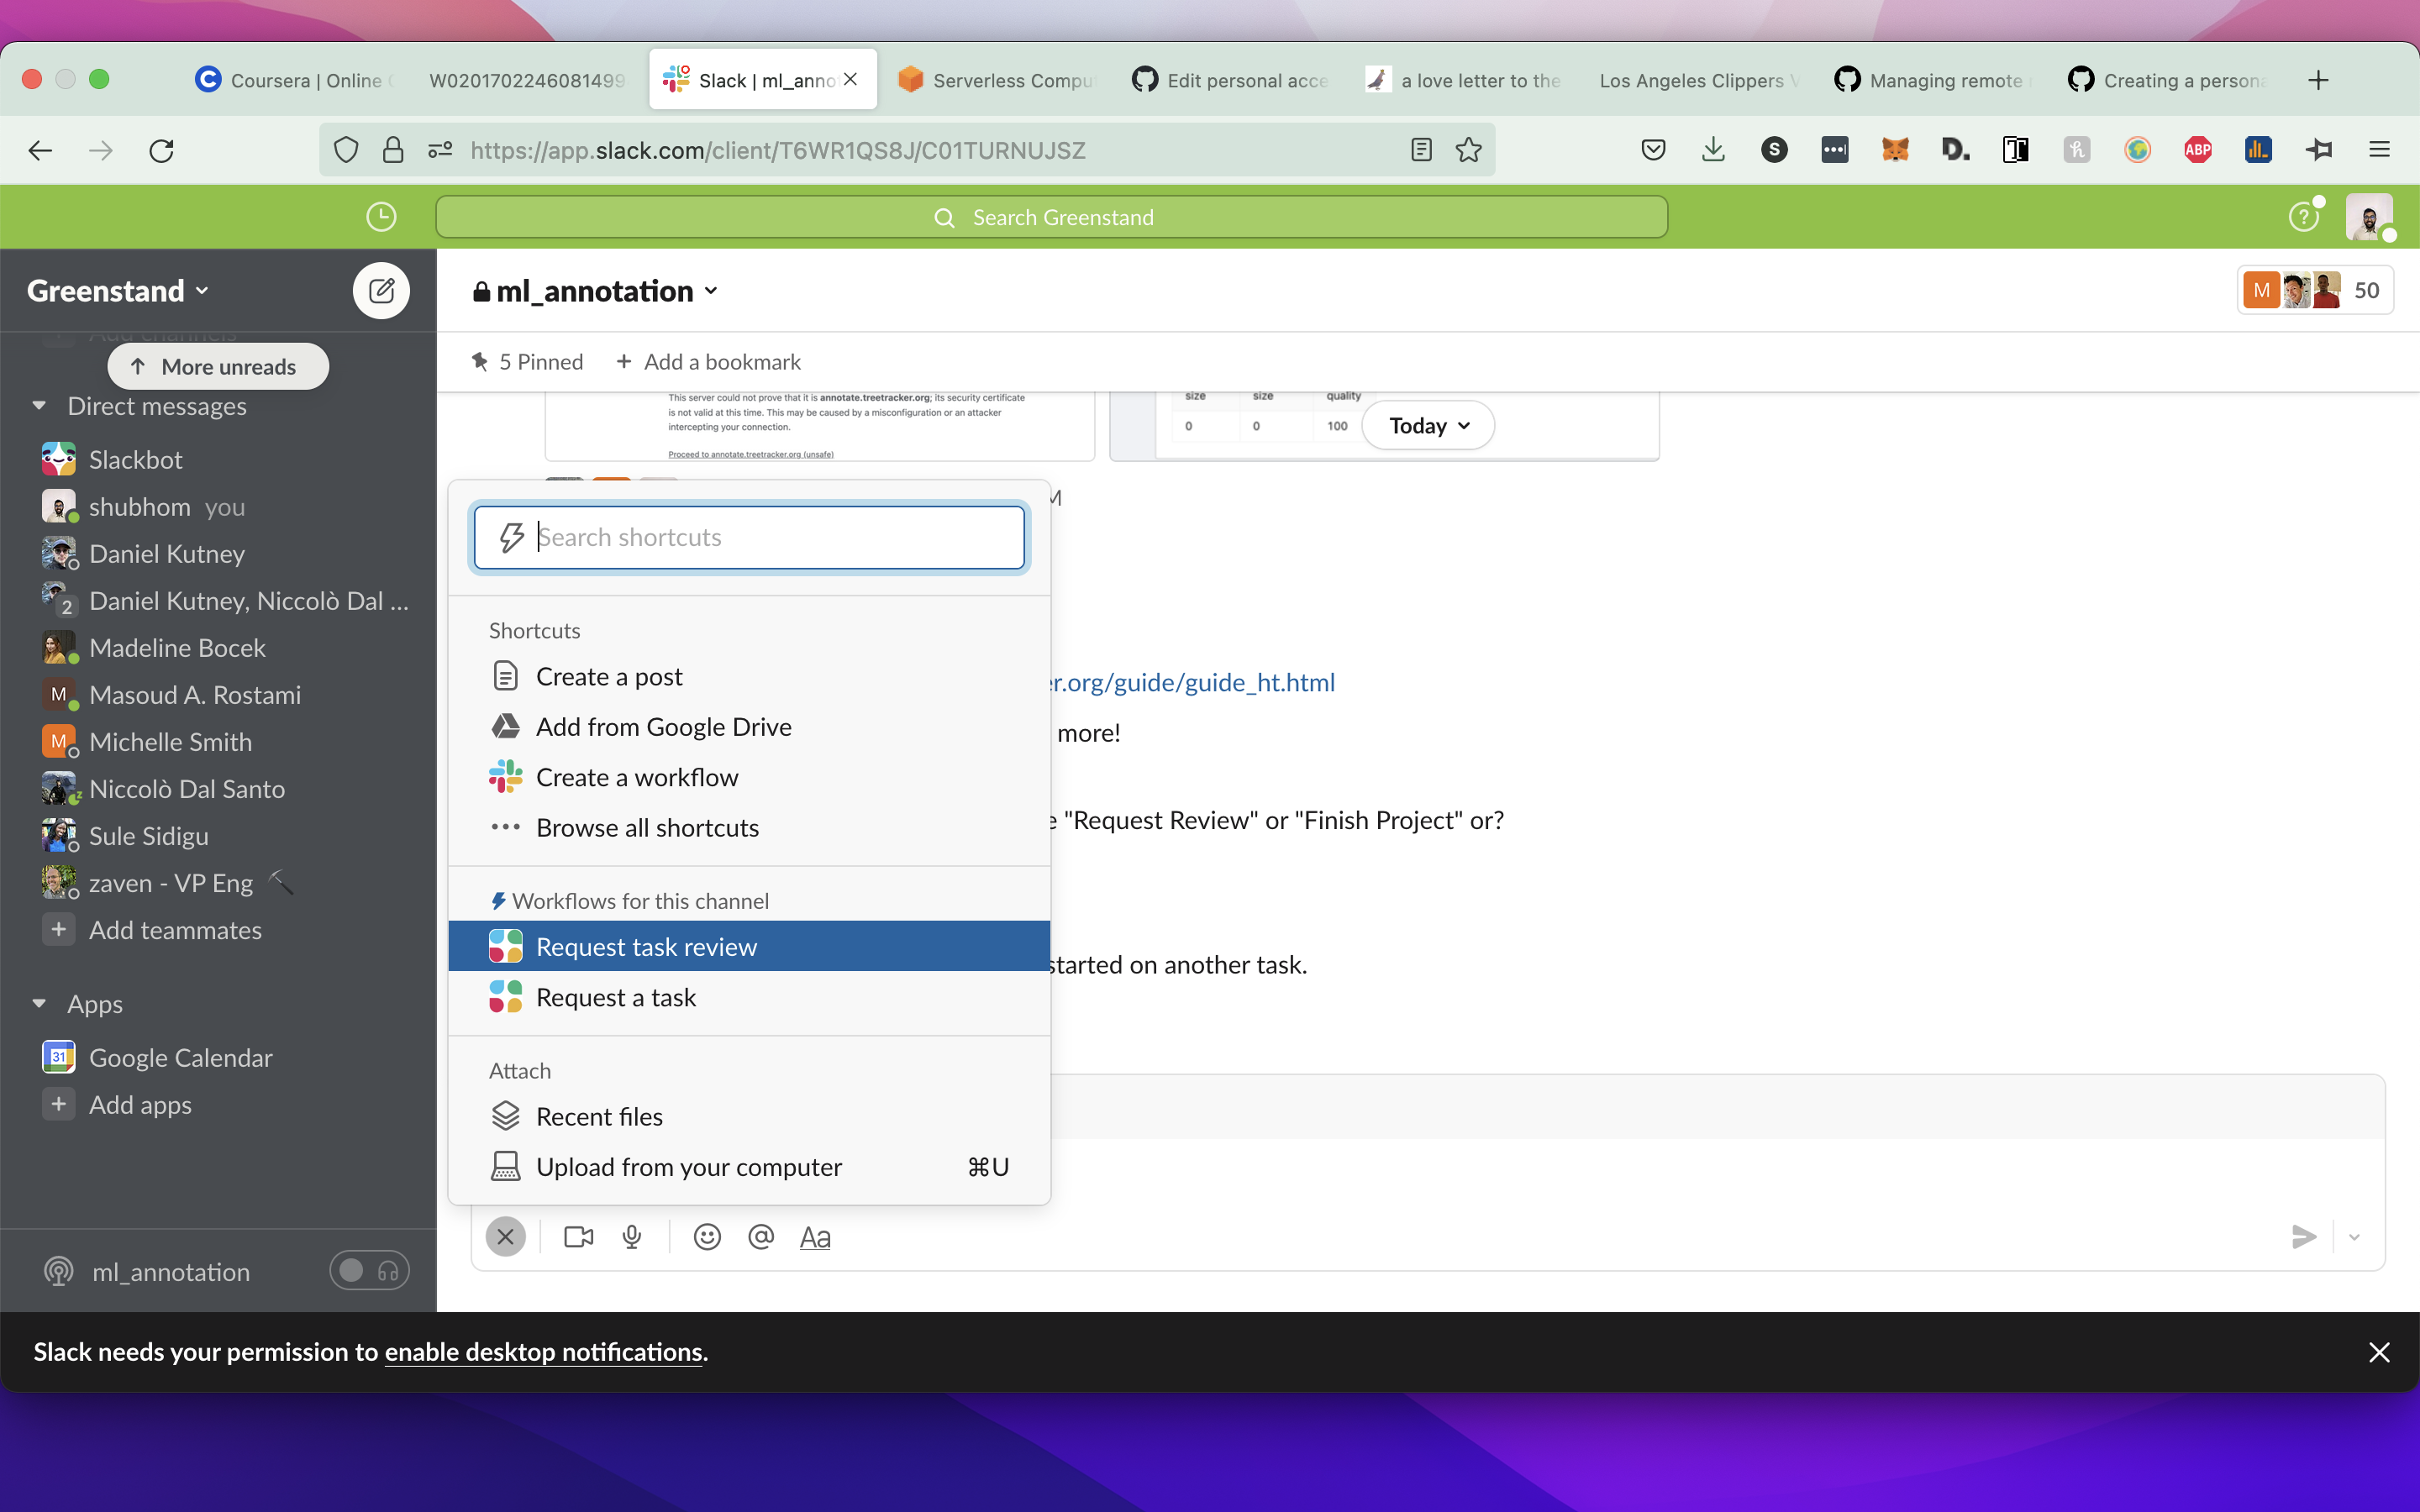 Coursera | Online
W0201702246081499
Slack | ml_anno
Serverless Compu
Edit personal acce
a love letter to the
Los Angeles Clippers
Managing remote
Creating a persona
https://app.slack.com/client/T6WR1QS8J/C01TURNUJSZ
S
D.
ABP
Search Greenstand
?
Greenstand
ml_annotation
M
50
Add channels
More unreads
5 Pinned
Add a bookmark
Direct messages
Slackbot
shubhom you
Daniel Kutney
2 Daniel Kutney, Niccolò Dal ...
Madeline Bocek
M Masoud A. Rostami
M Michelle Smith
Niccolò Dal Santo
Sule Sidigu
zaven - VP Eng
Add teammates
Apps
31 Google Calendar
Add apps
ml_annotation
This server could not prove that it is annotate.treetracker.org; its security certificate
is not valid at this time. This may be caused by a misconfiguration or an attacker
intercepting your connection.
Proceed to annotate.treetracker.org (unsafe)
size size quality
0 0 100
Today
M
Search shortcuts
Shortcuts
Create a post
Add from Google Drive
Create a workflow
Browse all shortcuts
Workflows for this channel
Request task review
Request a task
Attach
Recent files
Upload from your computer ⌘U
er.org/guide/guide_ht.html
more!
e "Request Review" or "Finish Project" or?
started on another task.
Aa
Slack needs your permission to enable desktop notifications.